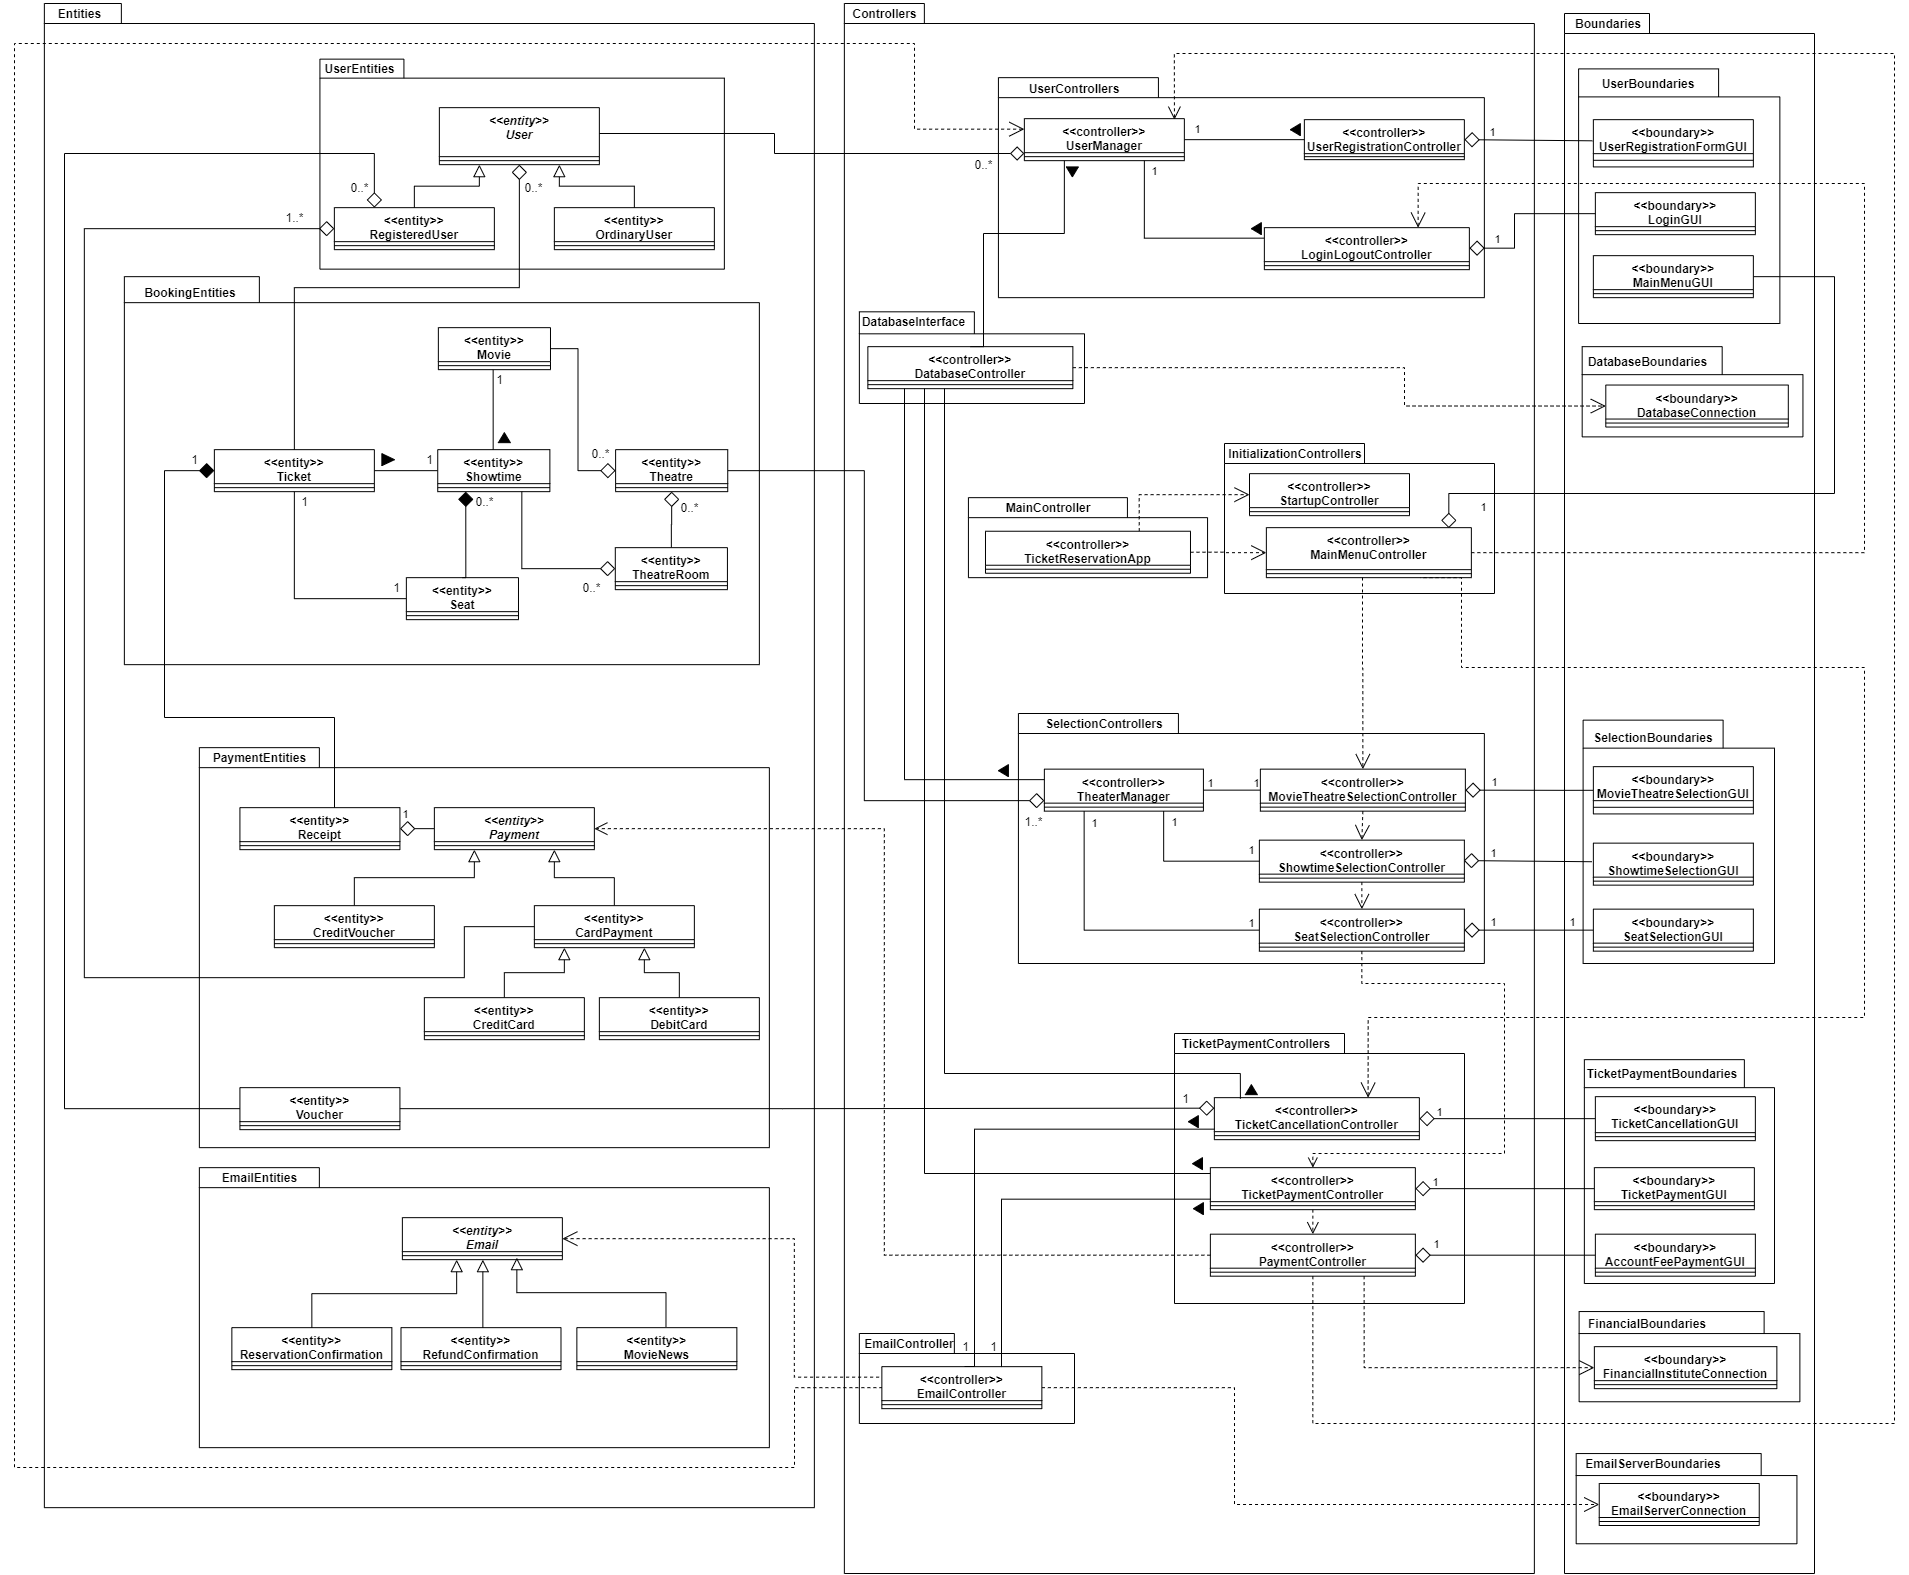 Entities
UserEntities
<<entity>>
User
0..*
0..*
1..*
<<entity>>
RegisteredUser
<<entity>>
OrdinaryUser
BookingEntities
<<entity>>
Movie
1
<<entity>>
Ticket
1
1
1
<<entity>>
Showtime
0..*
0..*
<<entity>>
Theatre
0..*
<<entity>>
TheatreRoom
0..*
<<entity>>
Seat
1
PaymentEntities
<<entity>>
Receipt
1
<<entity>>
Payment
<<entity>>
CreditVoucher
<<entity>>
CardPayment
<<entity>>
CreditCard
<<entity>>
DebitCard
<<entity>>
Voucher
EmailEntities
<<entity>>
Email
<<entity>>
ReservationConfirmation
<<entity>>
RefundConfirmation
<<entity>>
MovieNews
Controllers
UserControllers
<<controller>>
UserManager
0..*
1
1
<<controller>>
UserRegistrationController
1
<<controller>>
LoginLogoutController
1
DatabaseInterface
<<controller>>
DatabaseController
InitializationControllers
<<controller>>
StartupController
1
<<controller>>
MainMenuController
MainController
<<controller>>
TicketReservationApp
SelectionControllers
<<controller>>
TheaterManager
1..*
1
1
1
1
<<controller>>
MovieTheatreSelectionController
1
1
<<controller>>
ShowtimeSelectionController
1
1
<<controller>>
SeatSelectionController
1
1
TicketPaymentControllers
1
<<controller>>
TicketCancellationController
1
<<controller>>
TicketPaymentController
1
<<controller>>
PaymentController
1
EmailController
1
1
<<controller>>
EmailController
Boundaries
UserBoundaries
<<boundary>>
UserRegistrationFormGUI
<<boundary>>
LoginGUI
<<boundary>>
MainMenuGUI
DatabaseBoundaries
<<boundary>>
DatabaseConnection
SelectionBoundaries
<<boundary>>
MovieTheatreSelectionGUI
<<boundary>>
ShowtimeSelectionGUI
<<boundary>>
SeatSelectionGUI
TicketPaymentBoundaries
<<boundary>>
TicketCancellationGUI
<<boundary>>
TicketPaymentGUI
<<boundary>>
AccountFeePaymentGUI
FinancialBoundaries
<<boundary>>
FinancialInstituteConnection
EmailServerBoundaries
<<boundary>>
EmailServerConnection